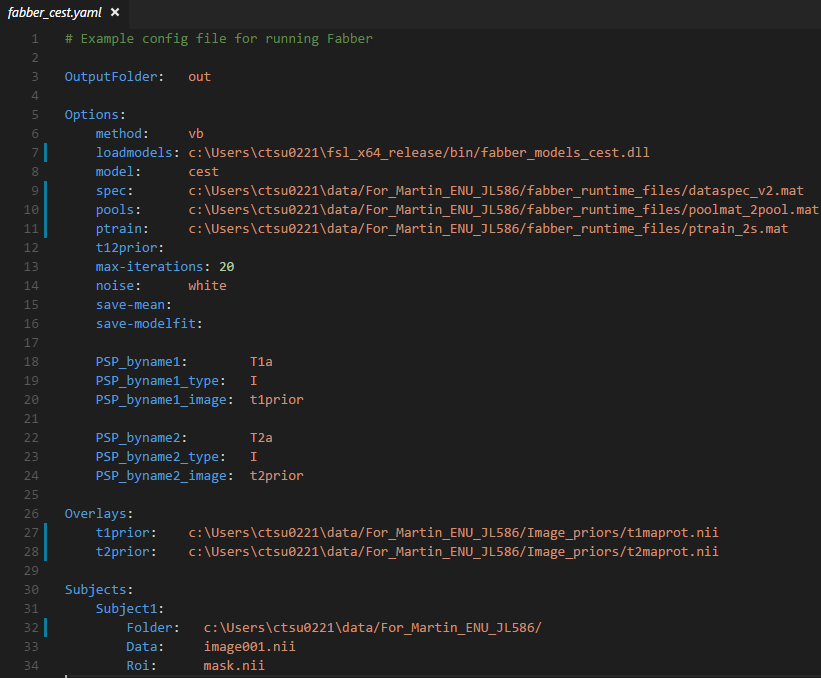 fabber_cest.yaml ×
1 # Example config file for running Fabber
2
3 OutputFolder: out
4
5 Options:
6 method: vb
7 loadmodels: c:\Users\ctsu0221\fsl_x64_release/bin/fabber_models_cest.dll
8 model: cest
9 spec: c:\Users\ctsu0221\data/For_Martin_ENU_JL586/fabber_runtime_files/dataspec_v2.mat
10 pools: c:\Users\ctsu0221\data/For_Martin_ENU_JL586/fabber_runtime_files/poolmat_2pool.mat
11 ptrain: c:\Users\ctsu0221\data/For_Martin_ENU_JL586/fabber_runtime_files/ptrain_2s.mat
12 t12prior:
13 max-iterations: 20
14 noise: white
15 save-mean:
16 save-modelfit:
17
18 PSP_byname1: T1a
19 PSP_byname1_type: I
20 PSP_byname1_image: t1prior
21
22 PSP_byname2: T2a
23 PSP_byname2_type: I
24 PSP_byname2_image: t2prior
25
26 Overlays:
27 t1prior: c:\Users\ctsu0221\data/For_Martin_ENU_JL586/Image_priors/t1maprot.nii
28 t2prior: c:\Users\ctsu0221\data/For_Martin_ENU_JL586/Image_priors/t2maprot.nii
29
30 Subjects:
31 Subject1:
32 Folder: c:\Users\ctsu0221\data/For_Martin_ENU_JL586/
33 Data: image001.nii
34 Roi: mask.nii